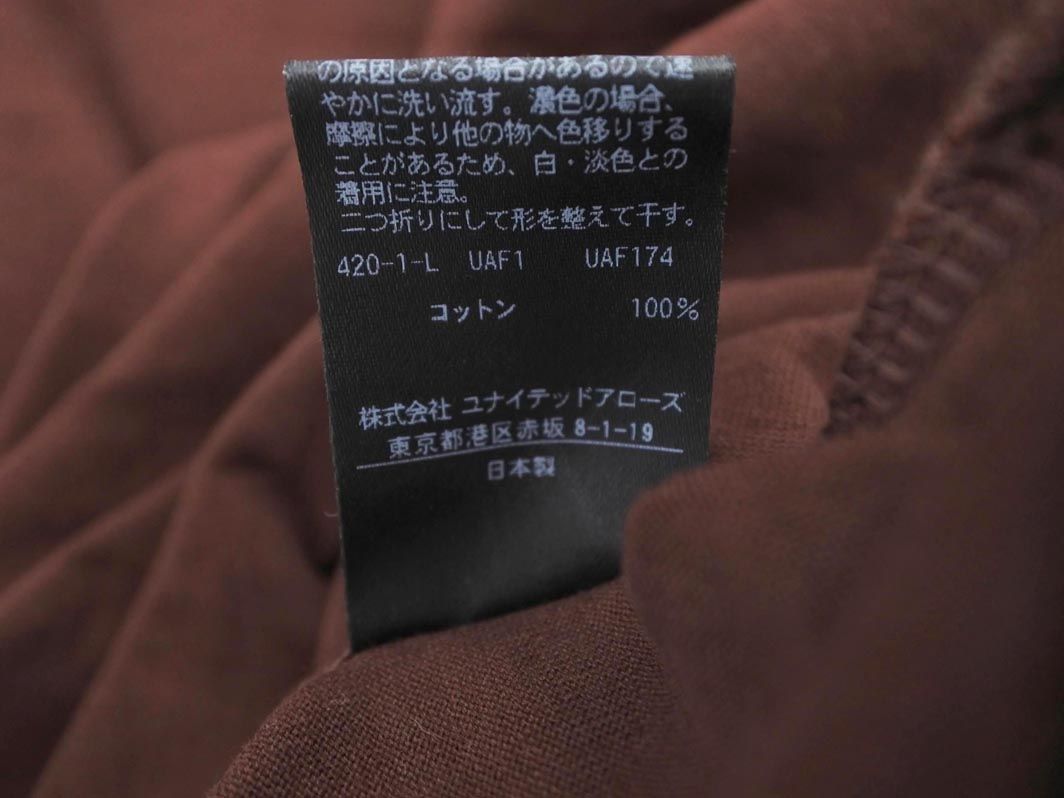 の原因となる場合があるので速
やかに洗い流す。濃色の場合、
摩擦により他の物へ色移りする
ことがあるため、白・淡色との
着用に注意。
二つ折りにして形を整えて干す。
420-1-L UAF1 UAF174
コットン 100%
株式会社 ユナイテッドアローズ
東京都港区赤坂 8-1-19
日本製